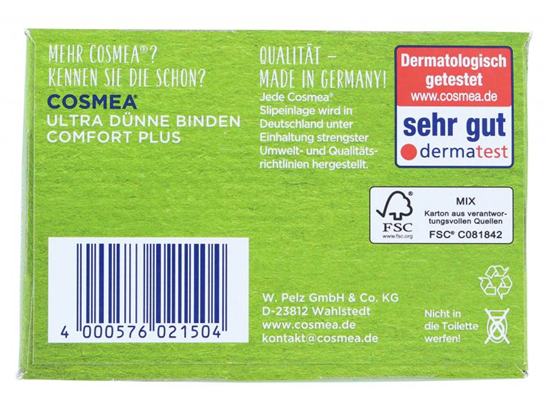 MEHR COSMEA®?
KENNEN SIE DIE SCHON?
COSMEA®
ULTRA DÜNNE BINDEN
COMFORT PLUS
QUALITÄT –
MADE IN GERMANY!
Jede Cosmea®
Slipeinlage wird in
Deutschland unter
Einhaltung strengster
Umwelt- und Qualitäts-
richtlinien hergestellt.
Dermatologisch
getestet
www.cosmea.de
sehr gut
dermatest
FSC
www.fsc.org
MIX
Karton aus verantwor-
tungsvollen Quellen
FSC® C081842
4 000576 021504
W. Pelz GmbH & Co. KG
D-23812 Wahlstedt
www.cosmea.de
kontakt@cosmea.de
Nicht in
die Toilette
werfen!